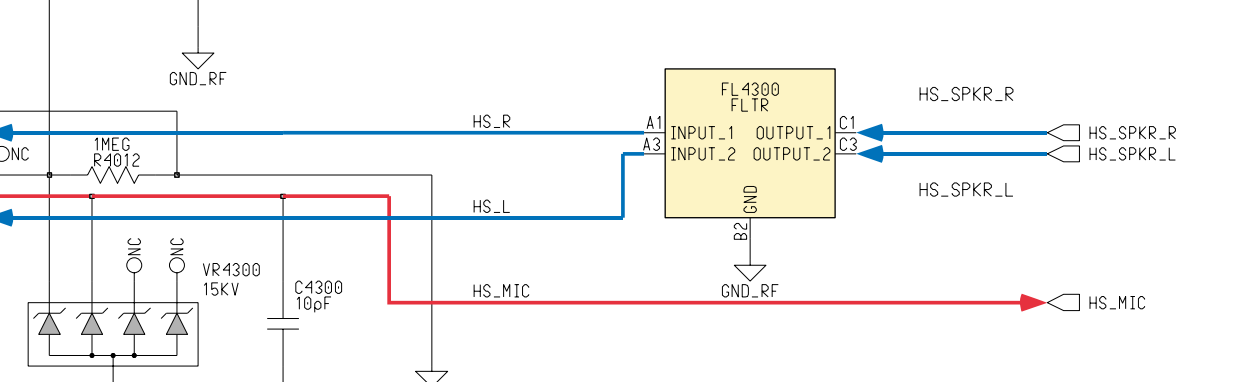 GND_RF
FL4300
FLTR
HS_SPKR_R
HS_R
A1
INPUT_1
OUTPUT_1
C1
HS_SPKR_R
A3
INPUT_2
OUTPUT_2
C3
HS_SPKR_L
NC
1MEG
R4012
HS_SPKR_L
HS_L
GND
B2
NC
NC
VR4300
15KV
C4300
10pF
HS_MIC
GND_RF
HS_MIC